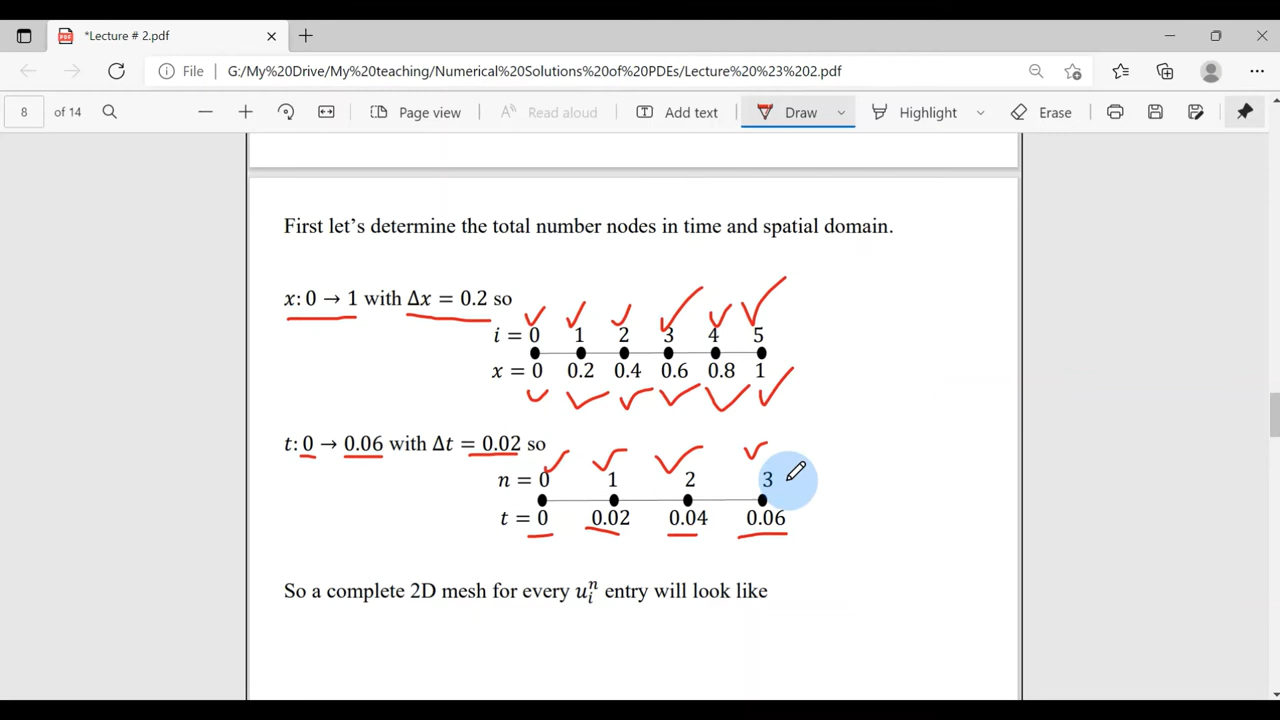 *Lecture # 2.pdf
File G:/My%20Drive/My%20teaching/Numerical%20Solutions%20of%20PDEs/Lecture%20%23%202.pdf
8 of 14 Page view Read aloud Add text Draw Highlight Erase
First let’s determine the total number nodes in time and spatial domain.
x: 0 → 1 with Δx = 0.2 so
i = 0 1 2 3 4 5
x = 0 0.2 0.4 0.6 0.8 1
t: 0 → 0.06 with Δt = 0.02 so
n = 0 1 2 3
t = 0 0.02 0.04 0.06
So a complete 2D mesh for every uᵢⁿ entry will look like